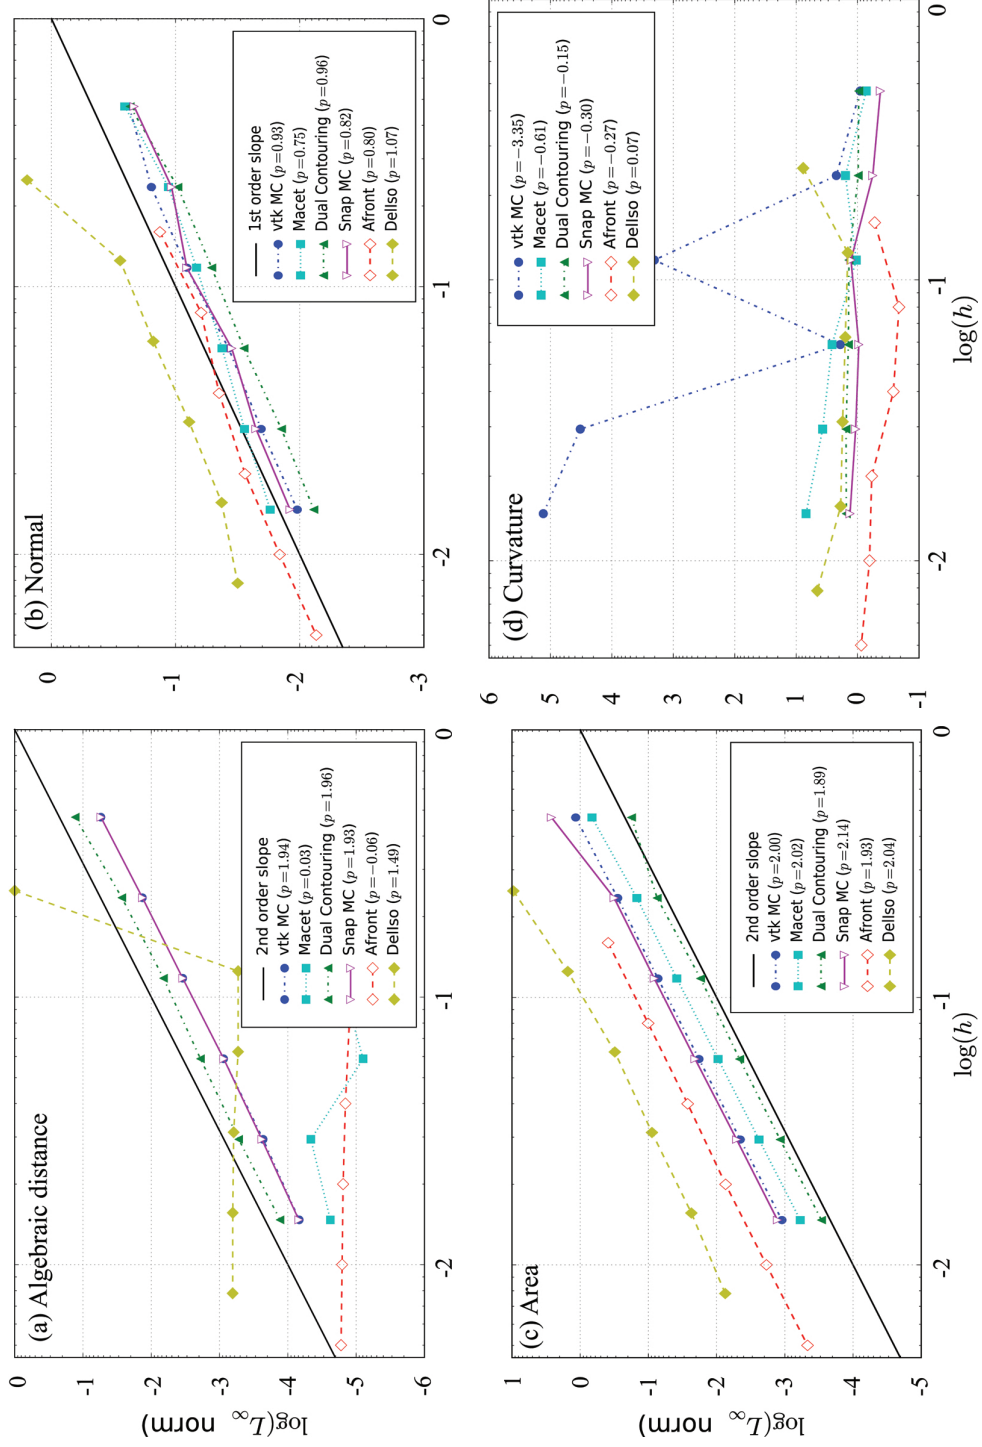 (a) Algebraic distance
0
-1
-2
-3
-4
-5
-6
log(L∞ norm)
-2
-1
0
2nd order slope
vtk MC (p=1.94)
Macet (p=0.03)
Dual Contouring (p=1.96)
Snap MC (p=1.93)
Afront (p=−0.06)
Dellso (p=1.49)
(b) Normal
0
-1
-2
-3
-2
-1
0
1st order slope
vtk MC (p=0.93)
Macet (p=0.75)
Dual Contouring (p=0.96)
Snap MC (p=0.82)
Afront (p=0.80)
Dellso (p=1.07)
(c) Area
1
0
-1
-2
-3
-4
-5
log(L∞ norm)
-2
-1
0
log(h)
2nd order slope
vtk MC (p=2.00)
Macet (p=2.02)
Dual Contouring (p=1.89)
Snap MC (p=2.14)
Afront (p=1.93)
Dellso (p=2.04)
(d) Curvature
6
5
4
3
2
1
0
-1
-2
-1
0
log(h)
vtk MC (p=−3.35)
Macet (p=−0.61)
Dual Contouring (p=−0.15)
Snap MC (p=−0.30)
Afront (p=−0.27)
Dellso (p=0.07)